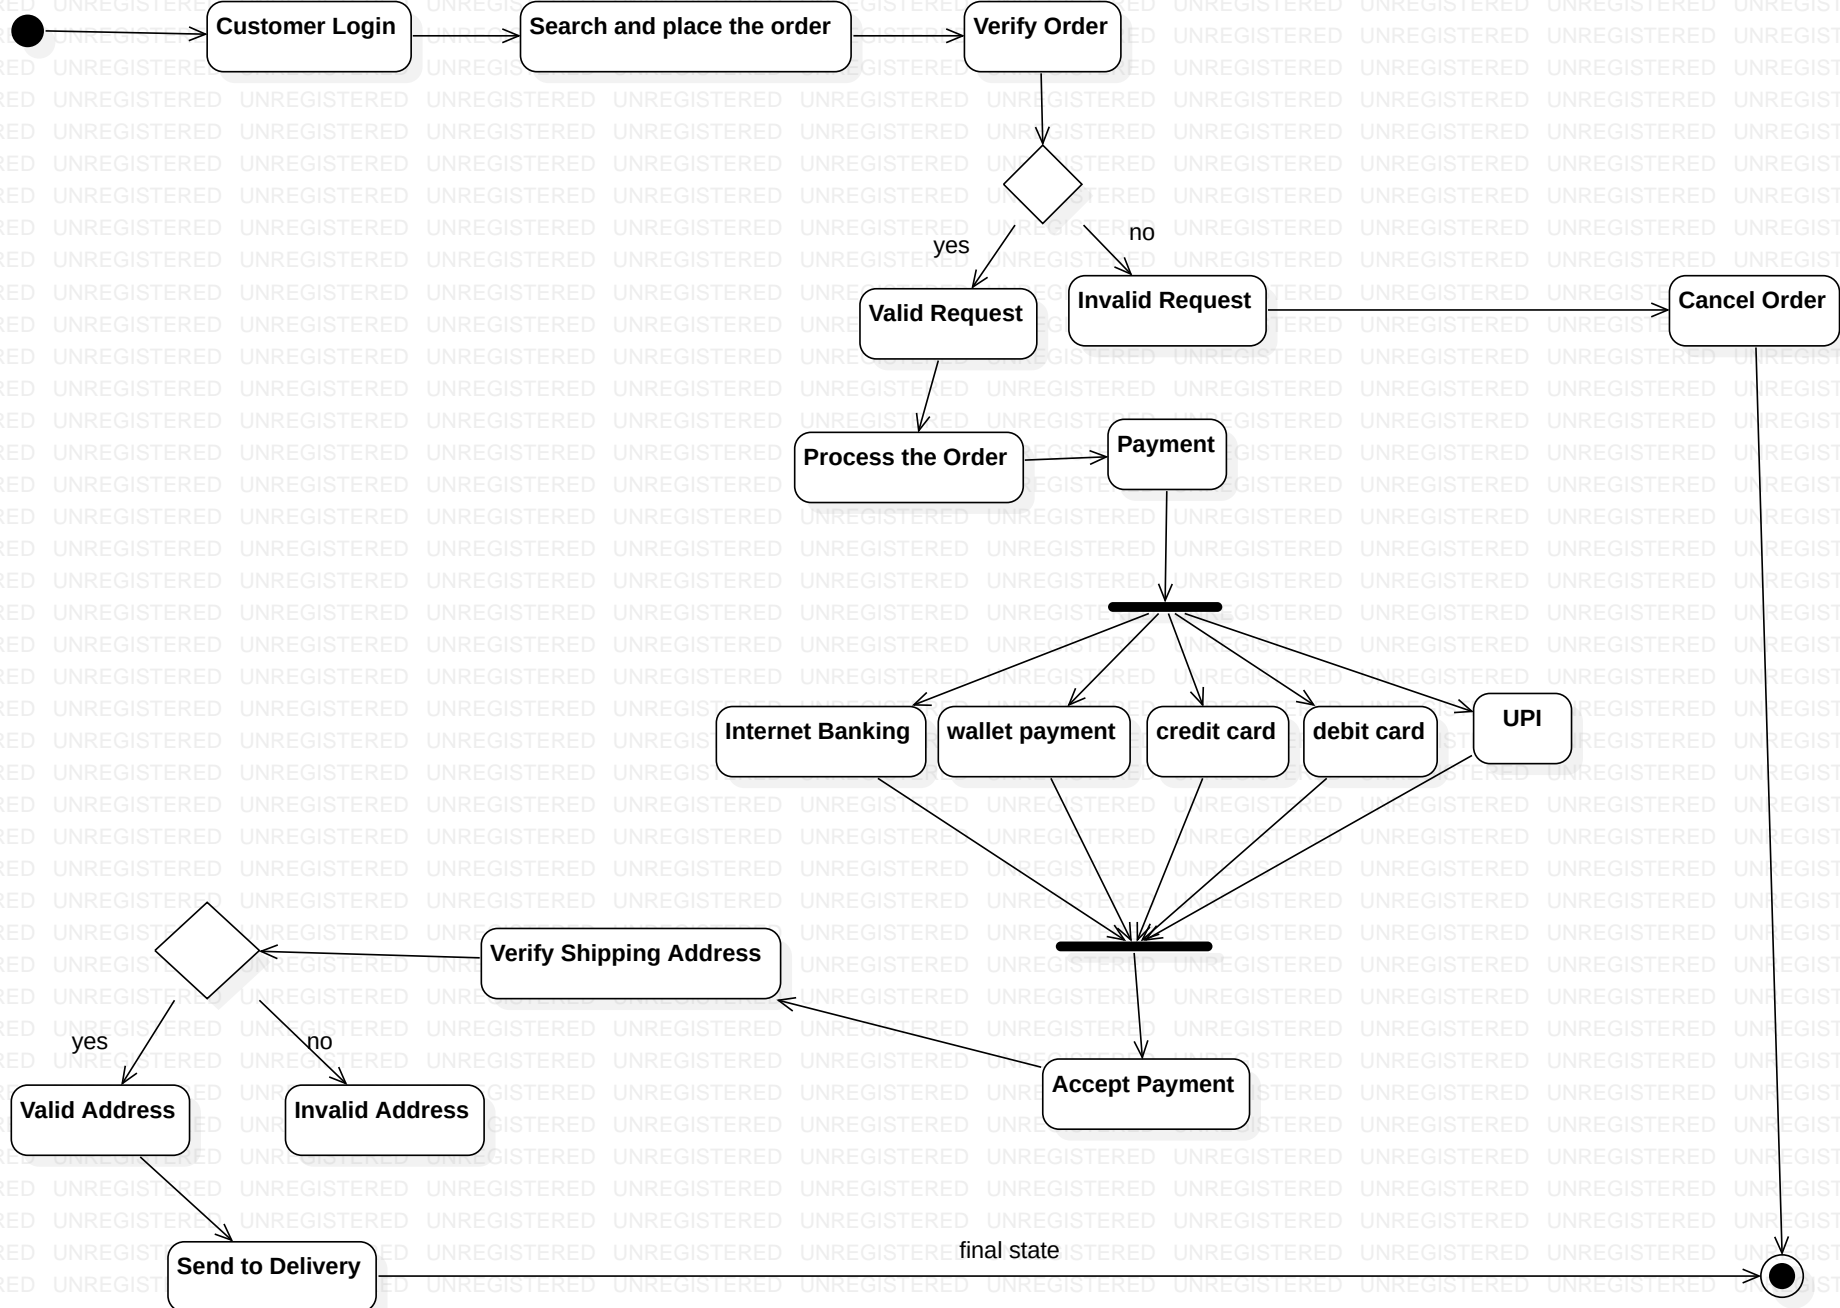 Customer Login
Search and place the order
Verify Order
yes
no
Valid Request
Invalid Request
Cancel Order
Process the Order
Payment
Internet Banking
wallet payment
credit card
debit card
UPI
Verify Shipping Address
yes
no
Accept Payment
Valid Address
Invalid Address
final state
Send to Delivery
UNREGISTERED